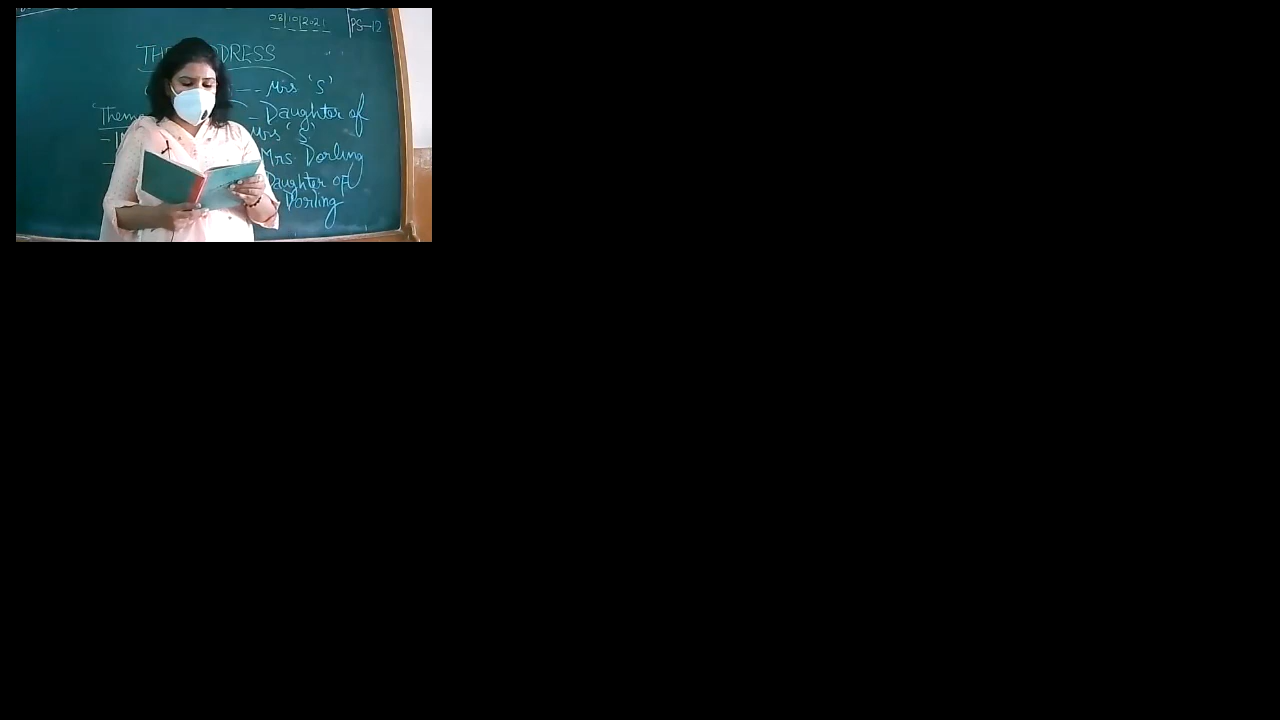 08/10/2021
PS-12
THE ADDRESS
-- Mrs 'S'
Theme
- Daughter of
Mrs 'S'
Mrs. Dorling
Daughter of
Dorling